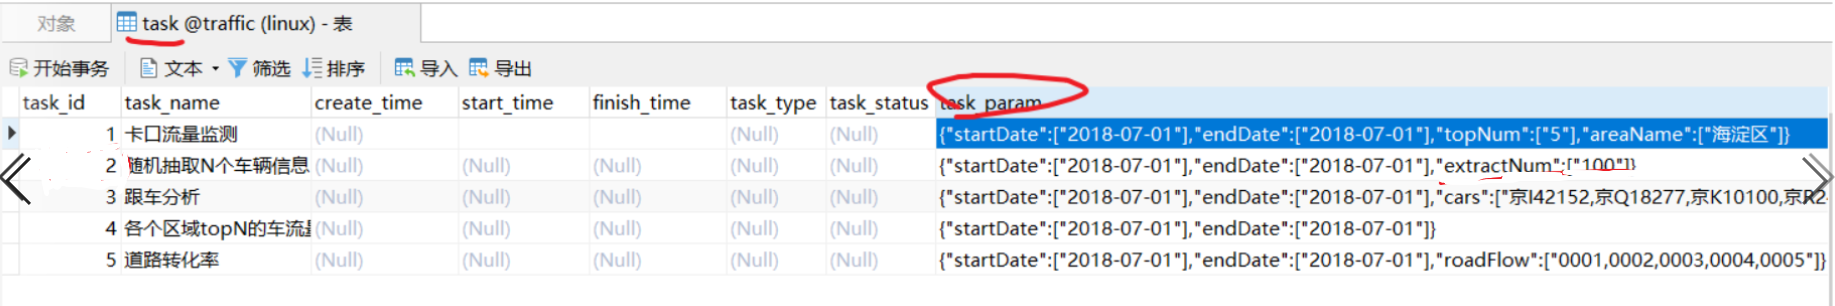 对象 task @traffic (linux) - 表
开始事务 文本 筛选 排序 导入 导出
task_id task_name create_time start_time finish_time task_type task_status task_param
1 卡口流量监测 (Null) (Null) (Null) {"startDate":["2018-07-01"],"endDate":["2018-07-01"],"topNum":["5"],"areaName":["海淀区"]}
2 随机抽取N个车辆信息 (Null) (Null) (Null) (Null) (Null) {"startDate":["2018-07-01"],"endDate":["2018-07-01"],"extractNum":["100"]}
3 跟车分析 (Null) (Null) (Null) (Null) (Null) {"startDate":["2018-07-01"],"endDate":["2018-07-01"],"cars":["京I42152,京Q18277,京K10100,京R2
4 各个区域topN的车流 (Null) (Null) (Null) (Null) (Null) {"startDate":["2018-07-01"],"endDate":["2018-07-01"]}
5 道路转化率 (Null) (Null) (Null) (Null) (Null) {"startDate":["2018-07-01"],"endDate":["2018-07-01"],"roadFlow":["0001,0002,0003,0004,0005"]}